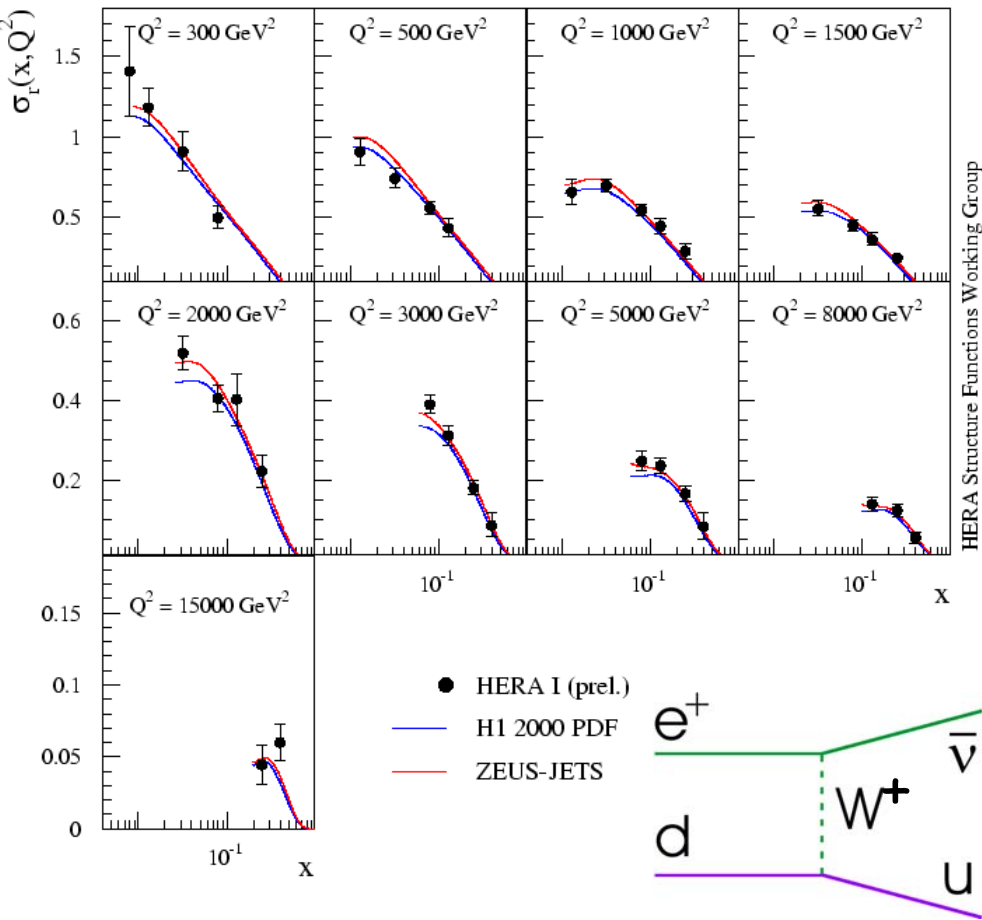 σr(x,Q²)
Q² = 300 GeV²
Q² = 500 GeV²
Q² = 1000 GeV²
Q² = 1500 GeV²
1.5
1
0.5
Q² = 2000 GeV²
Q² = 3000 GeV²
Q² = 5000 GeV²
Q² = 8000 GeV²
0.6
0.4
0.2
10⁻¹
10⁻¹
10⁻¹
x
Q² = 15000 GeV²
0.15
0.1
0.05
0
10⁻¹
x
HERA I (prel.)
H1 2000 PDF
ZEUS-JETS
e⁺
ν̄
W⁺
d
u
HERA Structure Functions Working Group